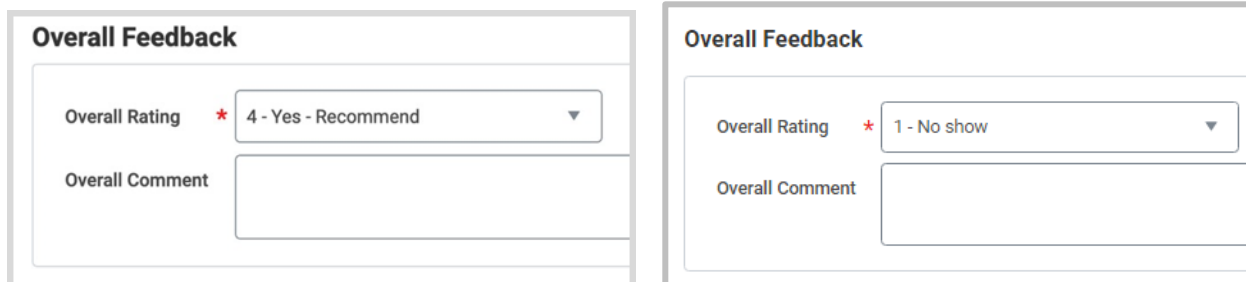 Overall Feedback
Overall Rating * 4 - Yes - Recommend
Overall Comment
Overall Feedback
Overall Rating * 1 - No show
Overall Comment